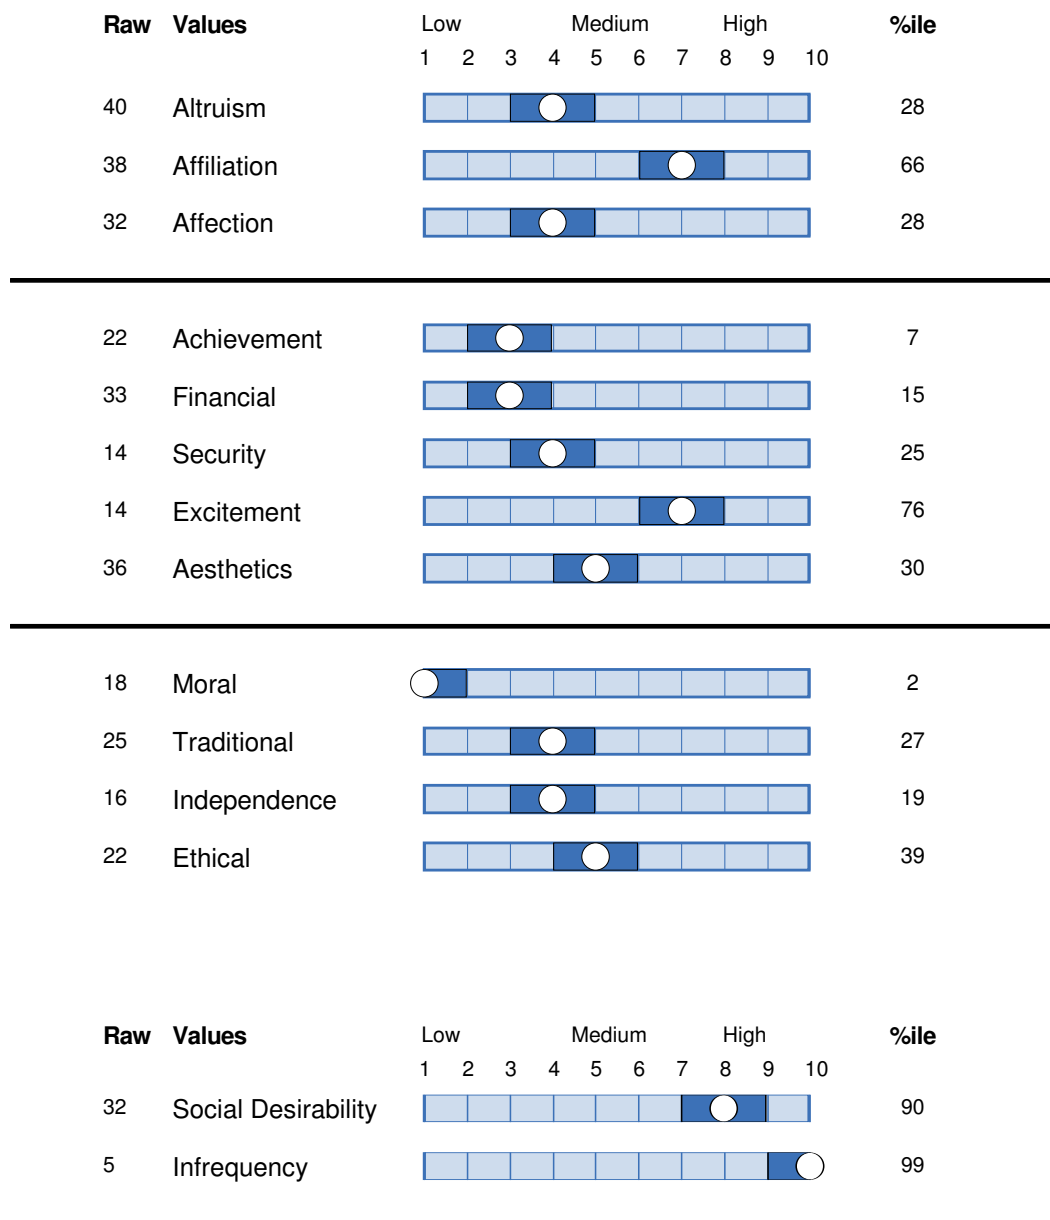 Raw Values Low Medium High %ile
1 2 3 4 5 6 7 8 9 10
40 Altruism 28
38 Affiliation 66
32 Affection 28
22 Achievement 7
33 Financial 15
14 Security 25
14 Excitement 76
36 Aesthetics 30
18 Moral 2
25 Traditional 27
16 Independence 19
22 Ethical 39
Raw Values Low Medium High %ile
1 2 3 4 5 6 7 8 9 10
32 Social Desirability 90
5 Infrequency 99